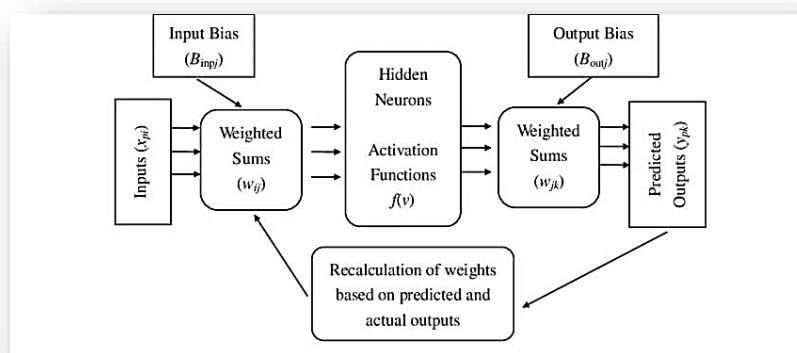 Input Bias
(B_inpj)
Output Bias
(B_outj)
Inputs (x_pi)
Weighted
Sums
(w_ij)
Hidden
Neurons
Activation
Functions
f(v)
Weighted
Sums
(w_jk)
Predicted
Outputs (y_pk)
Recalculation of weights
based on predicted and
actual outputs